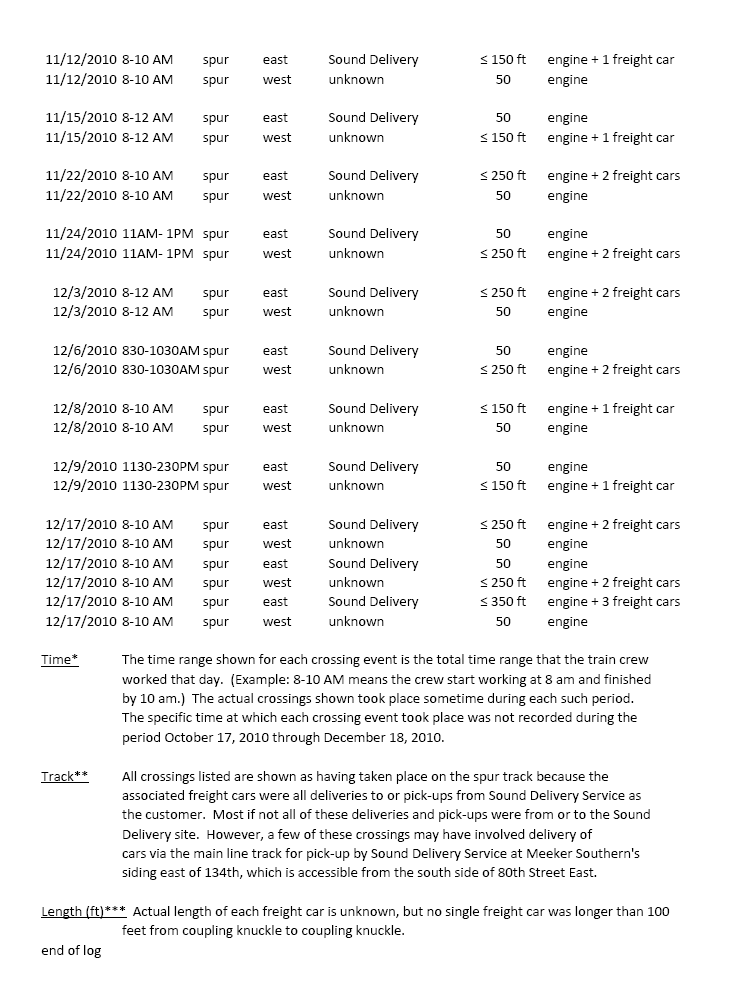 11/12/2010 8-10 AM spur east Sound Delivery ≤ 150 ft engine + 1 freight car
11/12/2010 8-10 AM spur west unknown 50 engine
11/15/2010 8-12 AM spur east Sound Delivery 50 engine
11/15/2010 8-12 AM spur west unknown ≤ 150 ft engine + 1 freight car
11/22/2010 8-10 AM spur east Sound Delivery ≤ 250 ft engine + 2 freight cars
11/22/2010 8-10 AM spur west unknown 50 engine
11/24/2010 11AM- 1PM spur east Sound Delivery 50 engine
11/24/2010 11AM- 1PM spur west unknown ≤ 250 ft engine + 2 freight cars
12/3/2010 8-12 AM spur east Sound Delivery ≤ 250 ft engine + 2 freight cars
12/3/2010 8-12 AM spur west unknown 50 engine
12/6/2010 830-1030AM spur east Sound Delivery 50 engine
12/6/2010 830-1030AM spur west unknown ≤ 250 ft engine + 2 freight cars
12/8/2010 8-10 AM spur east Sound Delivery ≤ 150 ft engine + 1 freight car
12/8/2010 8-10 AM spur west unknown 50 engine
12/9/2010 1130-230PM spur east Sound Delivery 50 engine
12/9/2010 1130-230PM spur west unknown ≤ 150 ft engine + 1 freight car
12/17/2010 8-10 AM spur east Sound Delivery ≤ 250 ft engine + 2 freight cars
12/17/2010 8-10 AM spur west unknown 50 engine
12/17/2010 8-10 AM spur east Sound Delivery 50 engine
12/17/2010 8-10 AM spur west unknown ≤ 250 ft engine + 2 freight cars
12/17/2010 8-10 AM spur east Sound Delivery ≤ 350 ft engine + 3 freight cars
12/17/2010 8-10 AM spur west unknown 50 engine
Time* The time range shown for each crossing event is the total time range that the train crew
worked that day. (Example: 8-10 AM means the crew start working at 8 am and finished
by 10 am.) The actual crossings shown took place sometime during each such period.
The specific time at which each crossing event took place was not recorded during the
period October 17, 2010 through December 18, 2010.
Track** All crossings listed are shown as having taken place on the spur track because the
associated freight cars were all deliveries to or pick-ups from Sound Delivery Service as
the customer. Most if not all of these deliveries and pick-ups were from or to the Sound
Delivery site. However, a few of these crossings may have involved delivery of
cars via the main line track for pick-up by Sound Delivery Service at Meeker Southern's
siding east of 134th, which is accessible from the south side of 80th Street East.
Length (ft)*** Actual length of each freight car is unknown, but no single freight car was longer than 100
feet from coupling knuckle to coupling knuckle.
end of log